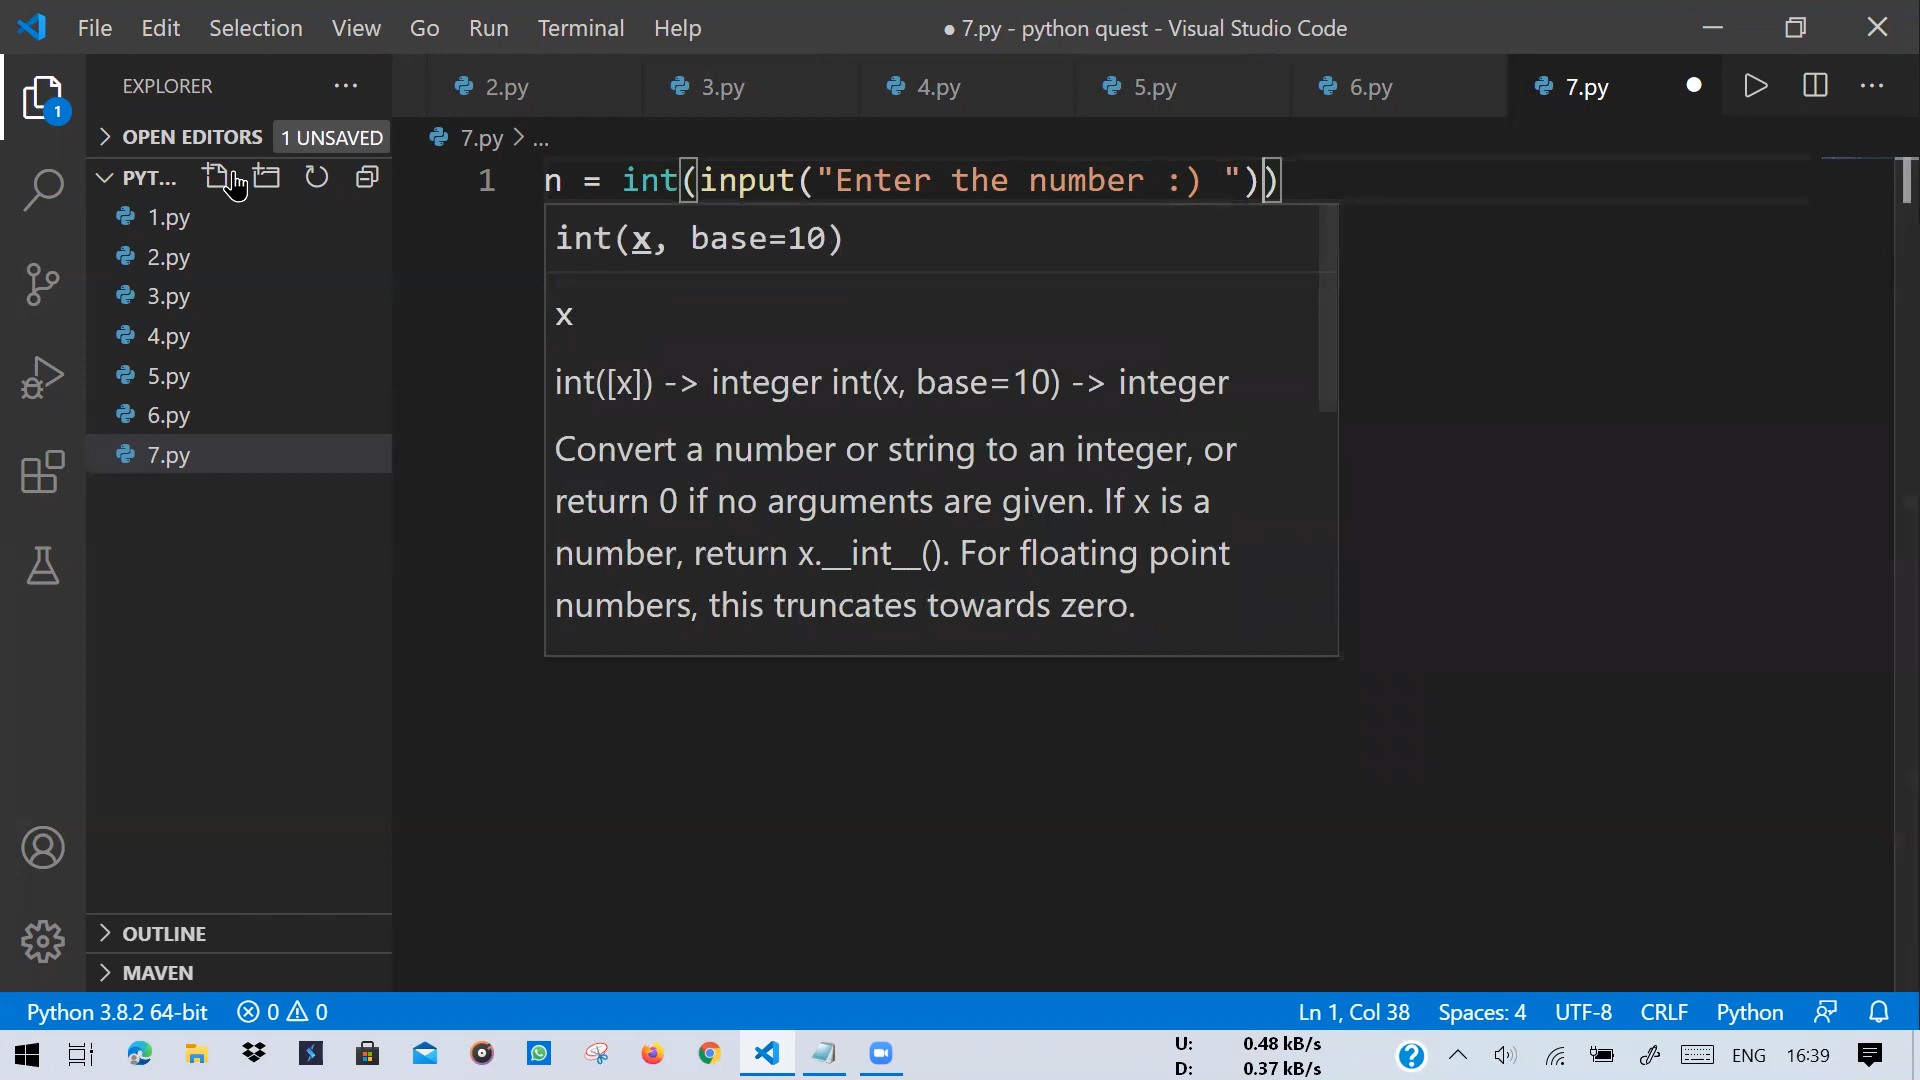 File Edit Selection View Go Run Terminal Help
● 7.py - python quest - Visual Studio Code
EXPLORER
2.py
3.py
4.py
5.py
6.py
7.py
1
OPEN EDITORS
1 UNSAVED
7.py > ...
PYT...
1 n = int(input("Enter the number :) "))
1.py
2.py
3.py
4.py
5.py
6.py
7.py
int(x, base=10)
x
int([x]) -> integer int(x, base=10) -> integer
Convert a number or string to an integer, or
return 0 if no arguments are given. If x is a
number, return x.__int__(). For floating point
numbers, this truncates towards zero.
OUTLINE
MAVEN
Python 3.8.2 64-bit
0
0
Ln 1, Col 38
Spaces: 4
UTF-8
CRLF
Python
U: 0.48 kB/s
D: 0.37 kB/s
?
ENG
16:39